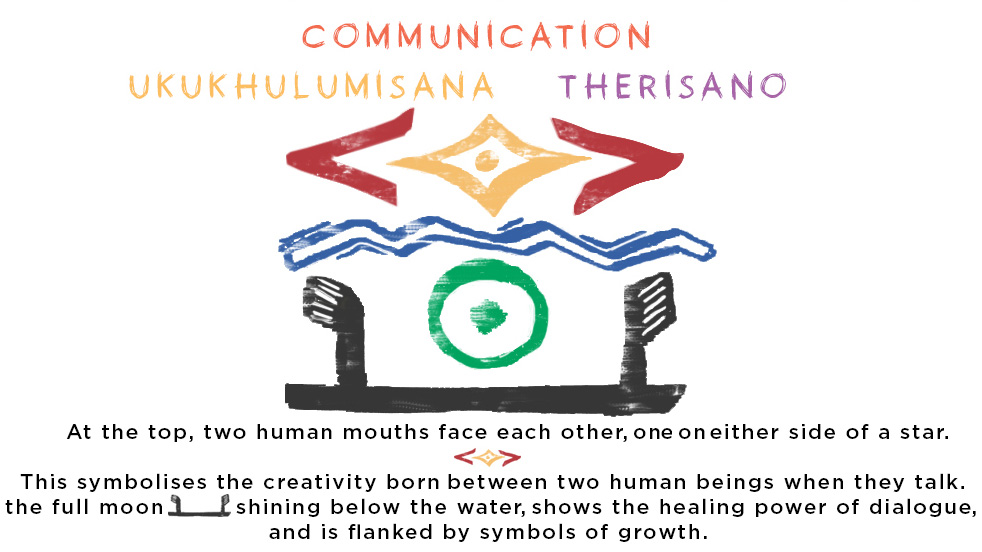 COMMUNICATION
UKUKHULUMISANA THERISANO
At the top, two human mouths face each other, one on either side of a star.
This symbolises the creativity born between two human beings when they talk.
the full moon shining below the water, shows the healing power of dialogue,
and is flanked by symbols of growth.